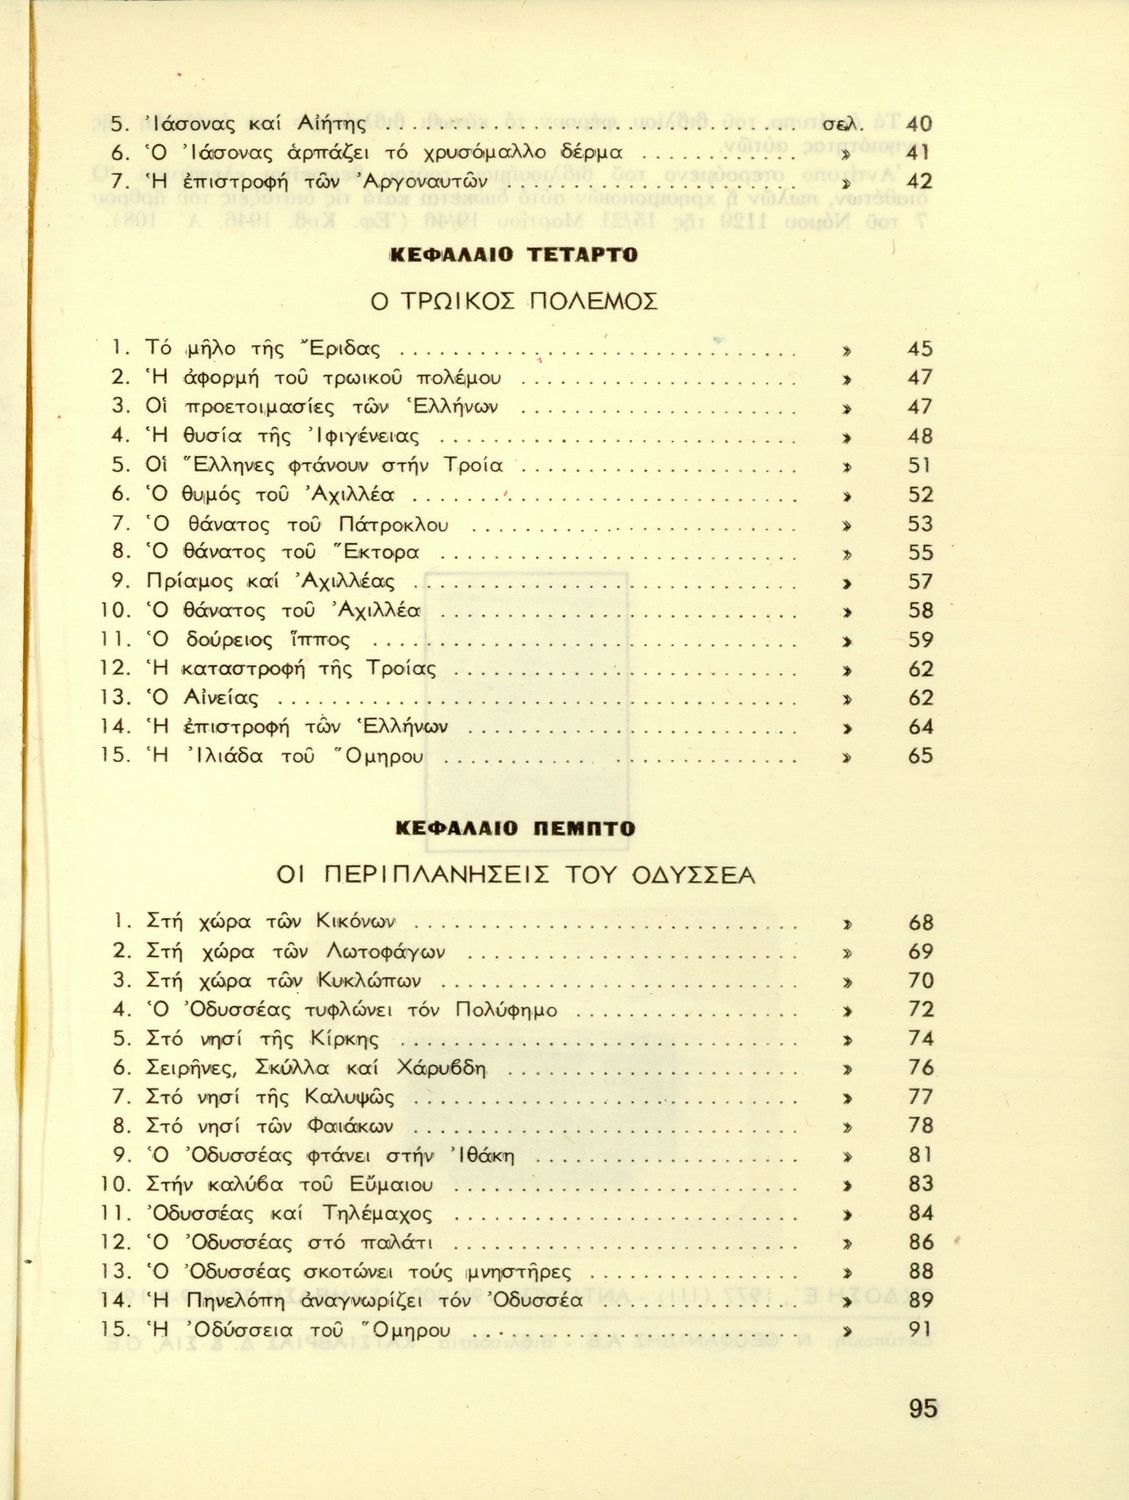 5. Ἰάσονας καί Αἰήτης ............................ σελ. 40
6. Ὁ Ἰάσονας ἁρπάζει τό χρυσόμαλλο δέρμα ............ » 41
7. Ἡ ἐπιστροφή τῶν Ἀργοναυτῶν ...................... » 42
ΚΕΦΑΛΑΙΟ ΤΕΤΑΡΤΟ
Ο ΤΡΩΙΚΟΣ ΠΟΛΕΜΟΣ
1. Τό μῆλο τῆς Ἔριδας ............................. » 45
2. Ἡ ἀφορμή τοῦ τρωικοῦ πολέμου ..................... » 47
3. Οἱ προετοιμασίες τῶν Ἑλλήνων ..................... » 47
4. Ἡ θυσία τῆς Ἰφιγένειας ........................... » 48
5. Οἱ Ἕλληνες φτάνουν στήν Τροία ..................... » 51
6. Ὁ θυμός τοῦ Ἀχιλλέα ............................. » 52
7. Ὁ θάνατος τοῦ Πάτροκλου ........................ » 53
8. Ὁ θάνατος τοῦ Ἕκτορα ........................... » 55
9. Πρίαμος καί Ἀχιλλέας ............................. » 57
10. Ὁ θάνατος τοῦ Ἀχιλλέα .......................... » 58
11. Ὁ δούρειος ἵππος ................................ » 59
12. Ἡ καταστροφή τῆς Τροίας ......................... » 62
13. Ὁ Αἰνείας ...................................... » 62
14. Ἡ ἐπιστροφή τῶν Ἑλλήνων ........................ » 64
15. Ἡ Ἰλιάδα τοῦ Ὅμηρου ........................... » 65
ΚΕΦΑΛΑΙΟ ΠΕΜΠΤΟ
ΟΙ ΠΕΡΙΠΛΑΝΗΣΕΙΣ ΤΟΥ ΟΔΥΣΣΕΑ
1. Στή χώρα τῶν Κικόνων ............................ » 68
2. Στή χώρα τῶν Λωτοφάγων ........................ » 69
3. Στή χώρα τῶν Κυκλώπων .......................... » 70
4. Ὁ Ὀδυσσέας τυφλώνει τόν Πολύφημο ................. » 72
5. Στό νησί τῆς Κίρκης ............................. » 74
6. Σειρῆνες, Σκύλλα καί Χάρυβδη ...................... » 76
7. Στό νησί τῆς Καλυψῶς ............................ » 77
8. Στό νησί τῶν Φαιάκων ............................ » 78
9. Ὁ Ὀδυσσέας φτάνει στήν Ἰθάκη .................... » 81
10. Στήν καλύβα τοῦ Εὔμαιου ......................... » 83
11. Ὀδυσσέας καί Τηλέμαχος ......................... » 84
12. Ὁ Ὀδυσσέας στό παλάτι .......................... » 86
13. Ὁ Ὀδυσσέας σκοτώνει τούς μνηστῆρες ................ » 88
14. Ἡ Πηνελόπη ἀναγνωρίζει τόν Ὀδυσσέα ................ » 89
15. Ἡ Ὀδύσσεια τοῦ Ὅμηρου ........................ » 91
95